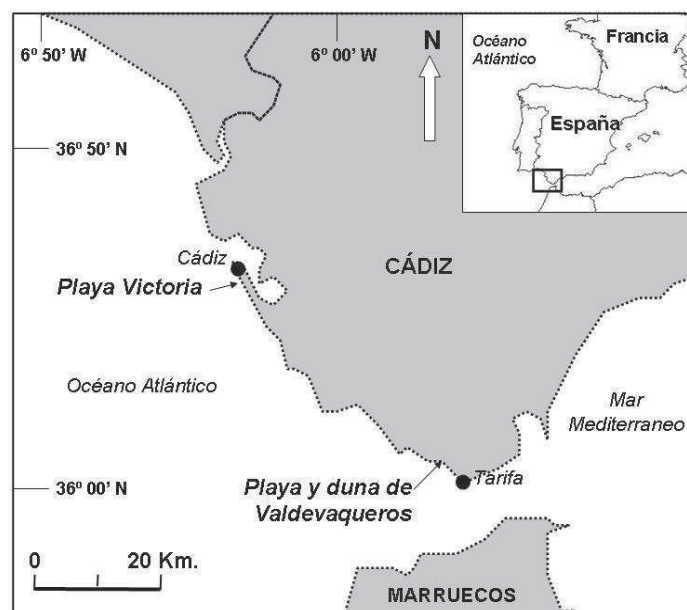 6º 50' W
6º 00' W
N
Océano
Atlántico
Francia
España
36º 50' N
Cádiz
CÁDIZ
Playa Victoria
Océano Atlántico
Mar
Mediterraneo
Playa y duna de
Valdevaqueros
Tarifa
36º 00' N
0 20 Km.
MARRUECOS